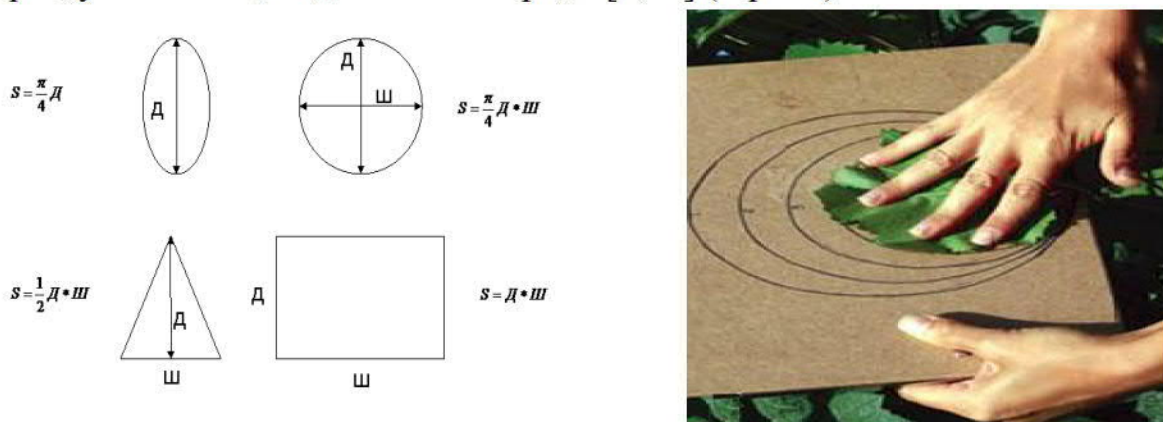 S = π/4 Д
Д
Д
Ш
S = π/4 Д * Ш
S = 1/2 Д * Ш
Д
Ш
Д
Ш
S = Д * Ш